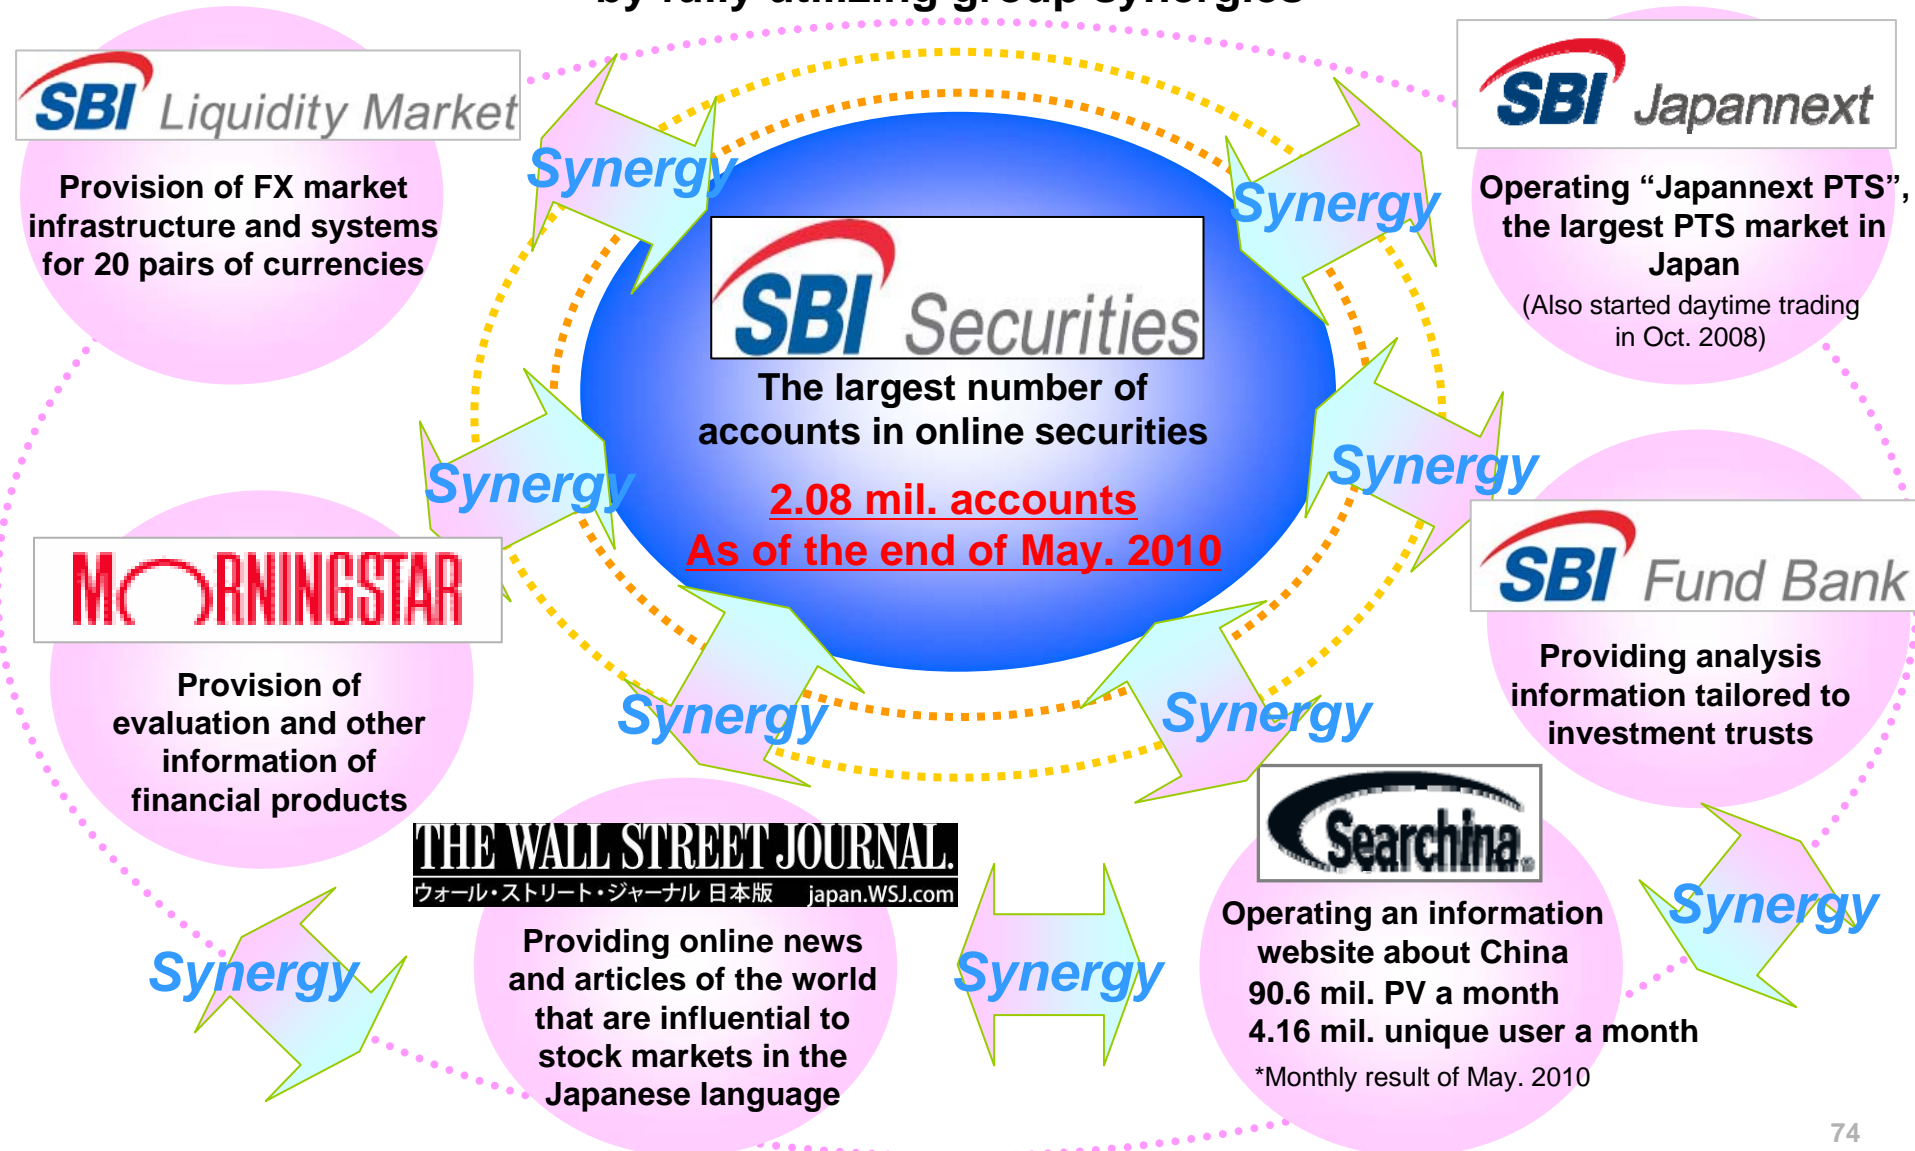 by fully utilizing group synergies
SBI Liquidity Market
Provision of FX market
infrastructure and systems
for 20 pairs of currencies
Synergy
Synergy
SBI Japannext
Operating “Japannext PTS”,
the largest PTS market in
Japan
(Also started daytime trading
in Oct. 2008)
SBI Securities
The largest number of
accounts in online securities
2.08 mil. accounts
As of the end of May. 2010
Synergy
Synergy
MORNINGSTAR
Provision of
evaluation and other
information of
financial products
SBI Fund Bank
Providing analysis
information tailored to
investment trusts
Synergy
Synergy
THE WALL STREET JOURNAL.
ウォール・ストリート・ジャーナル 日本版 japan.WSJ.com
Providing online news
and articles of the world
that are influential to
stock markets in the
Japanese language
Searchina®
Operating an information
website about China
90.6 mil. PV a month
4.16 mil. unique user a month
*Monthly result of May. 2010
Synergy
Synergy
Synergy
74